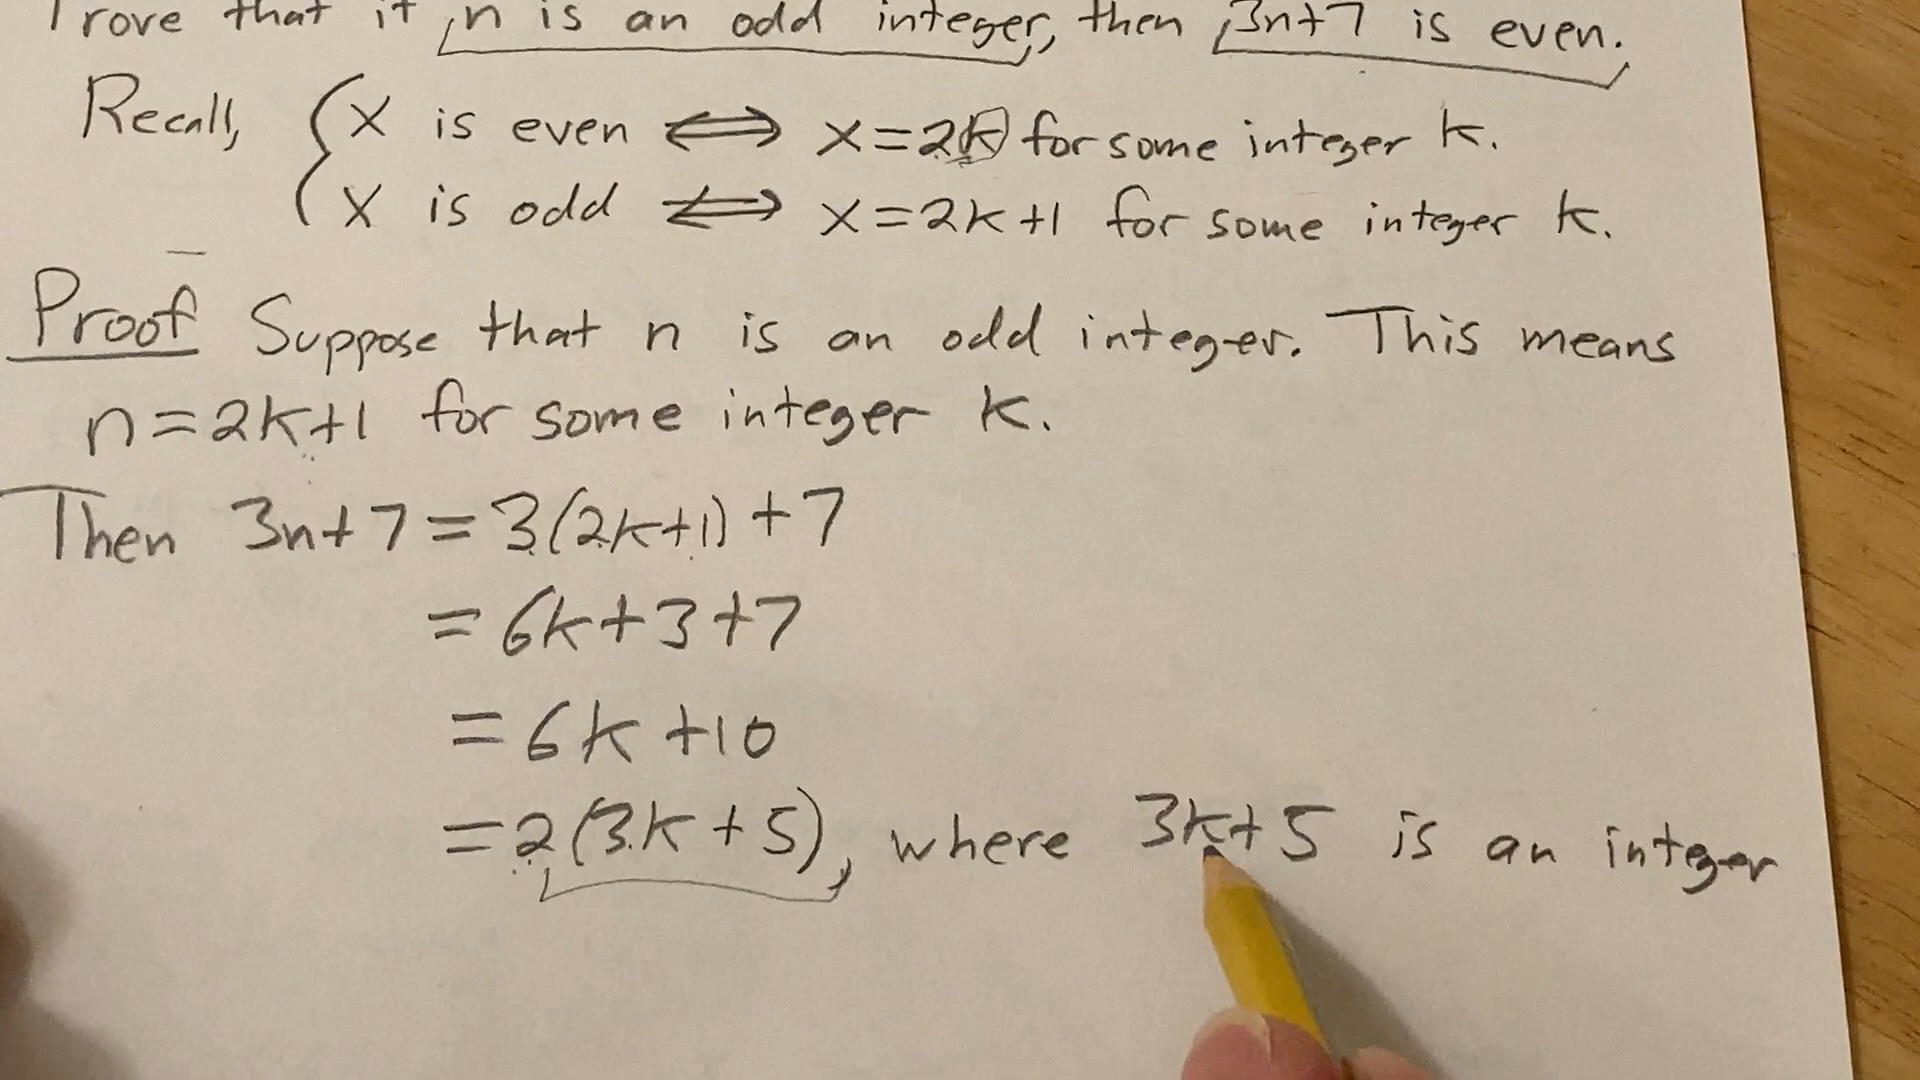 Prove that if n is an odd integer, then 3n+7 is even.
Recall, { x is even ⟺ x=2k for some integer k.
x is odd ⟺ x=2k+1 for some integer k.
Proof Suppose that n is an odd integer. This means
n=2k+1 for some integer k.
Then 3n+7=3(2k+1)+7
=6k+3+7
=6k+10
=2(3k+5), where 3k+5 is an integer